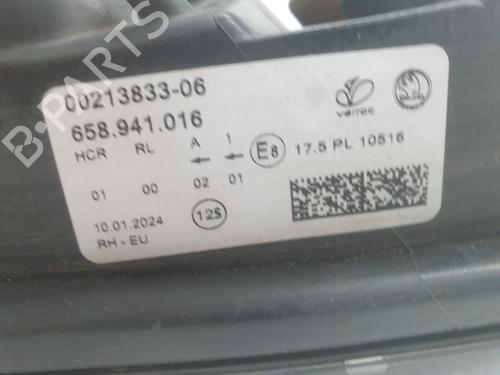 B-PARTS
00213833-06
658.941.016
varroc
HCR RL A 1
E8 17.5 PL 10516
01 00 02 01
10.01.2024 125
RH-EU